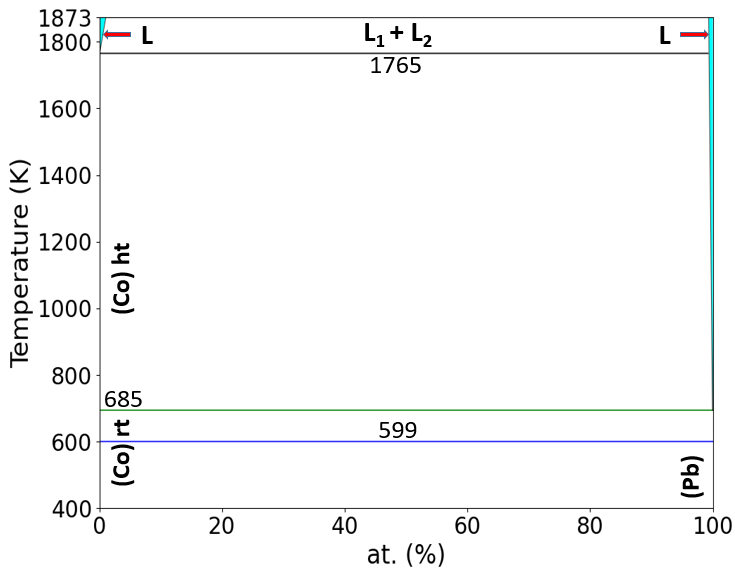 1873
1800
1600
1400
1200
1000
800
600
400
Temperature (K)
L
L1 + L2
L
1765
(Co) ht
685
(Co) rt
599
(Pb)
0
20
40
60
80
100
at. (%)